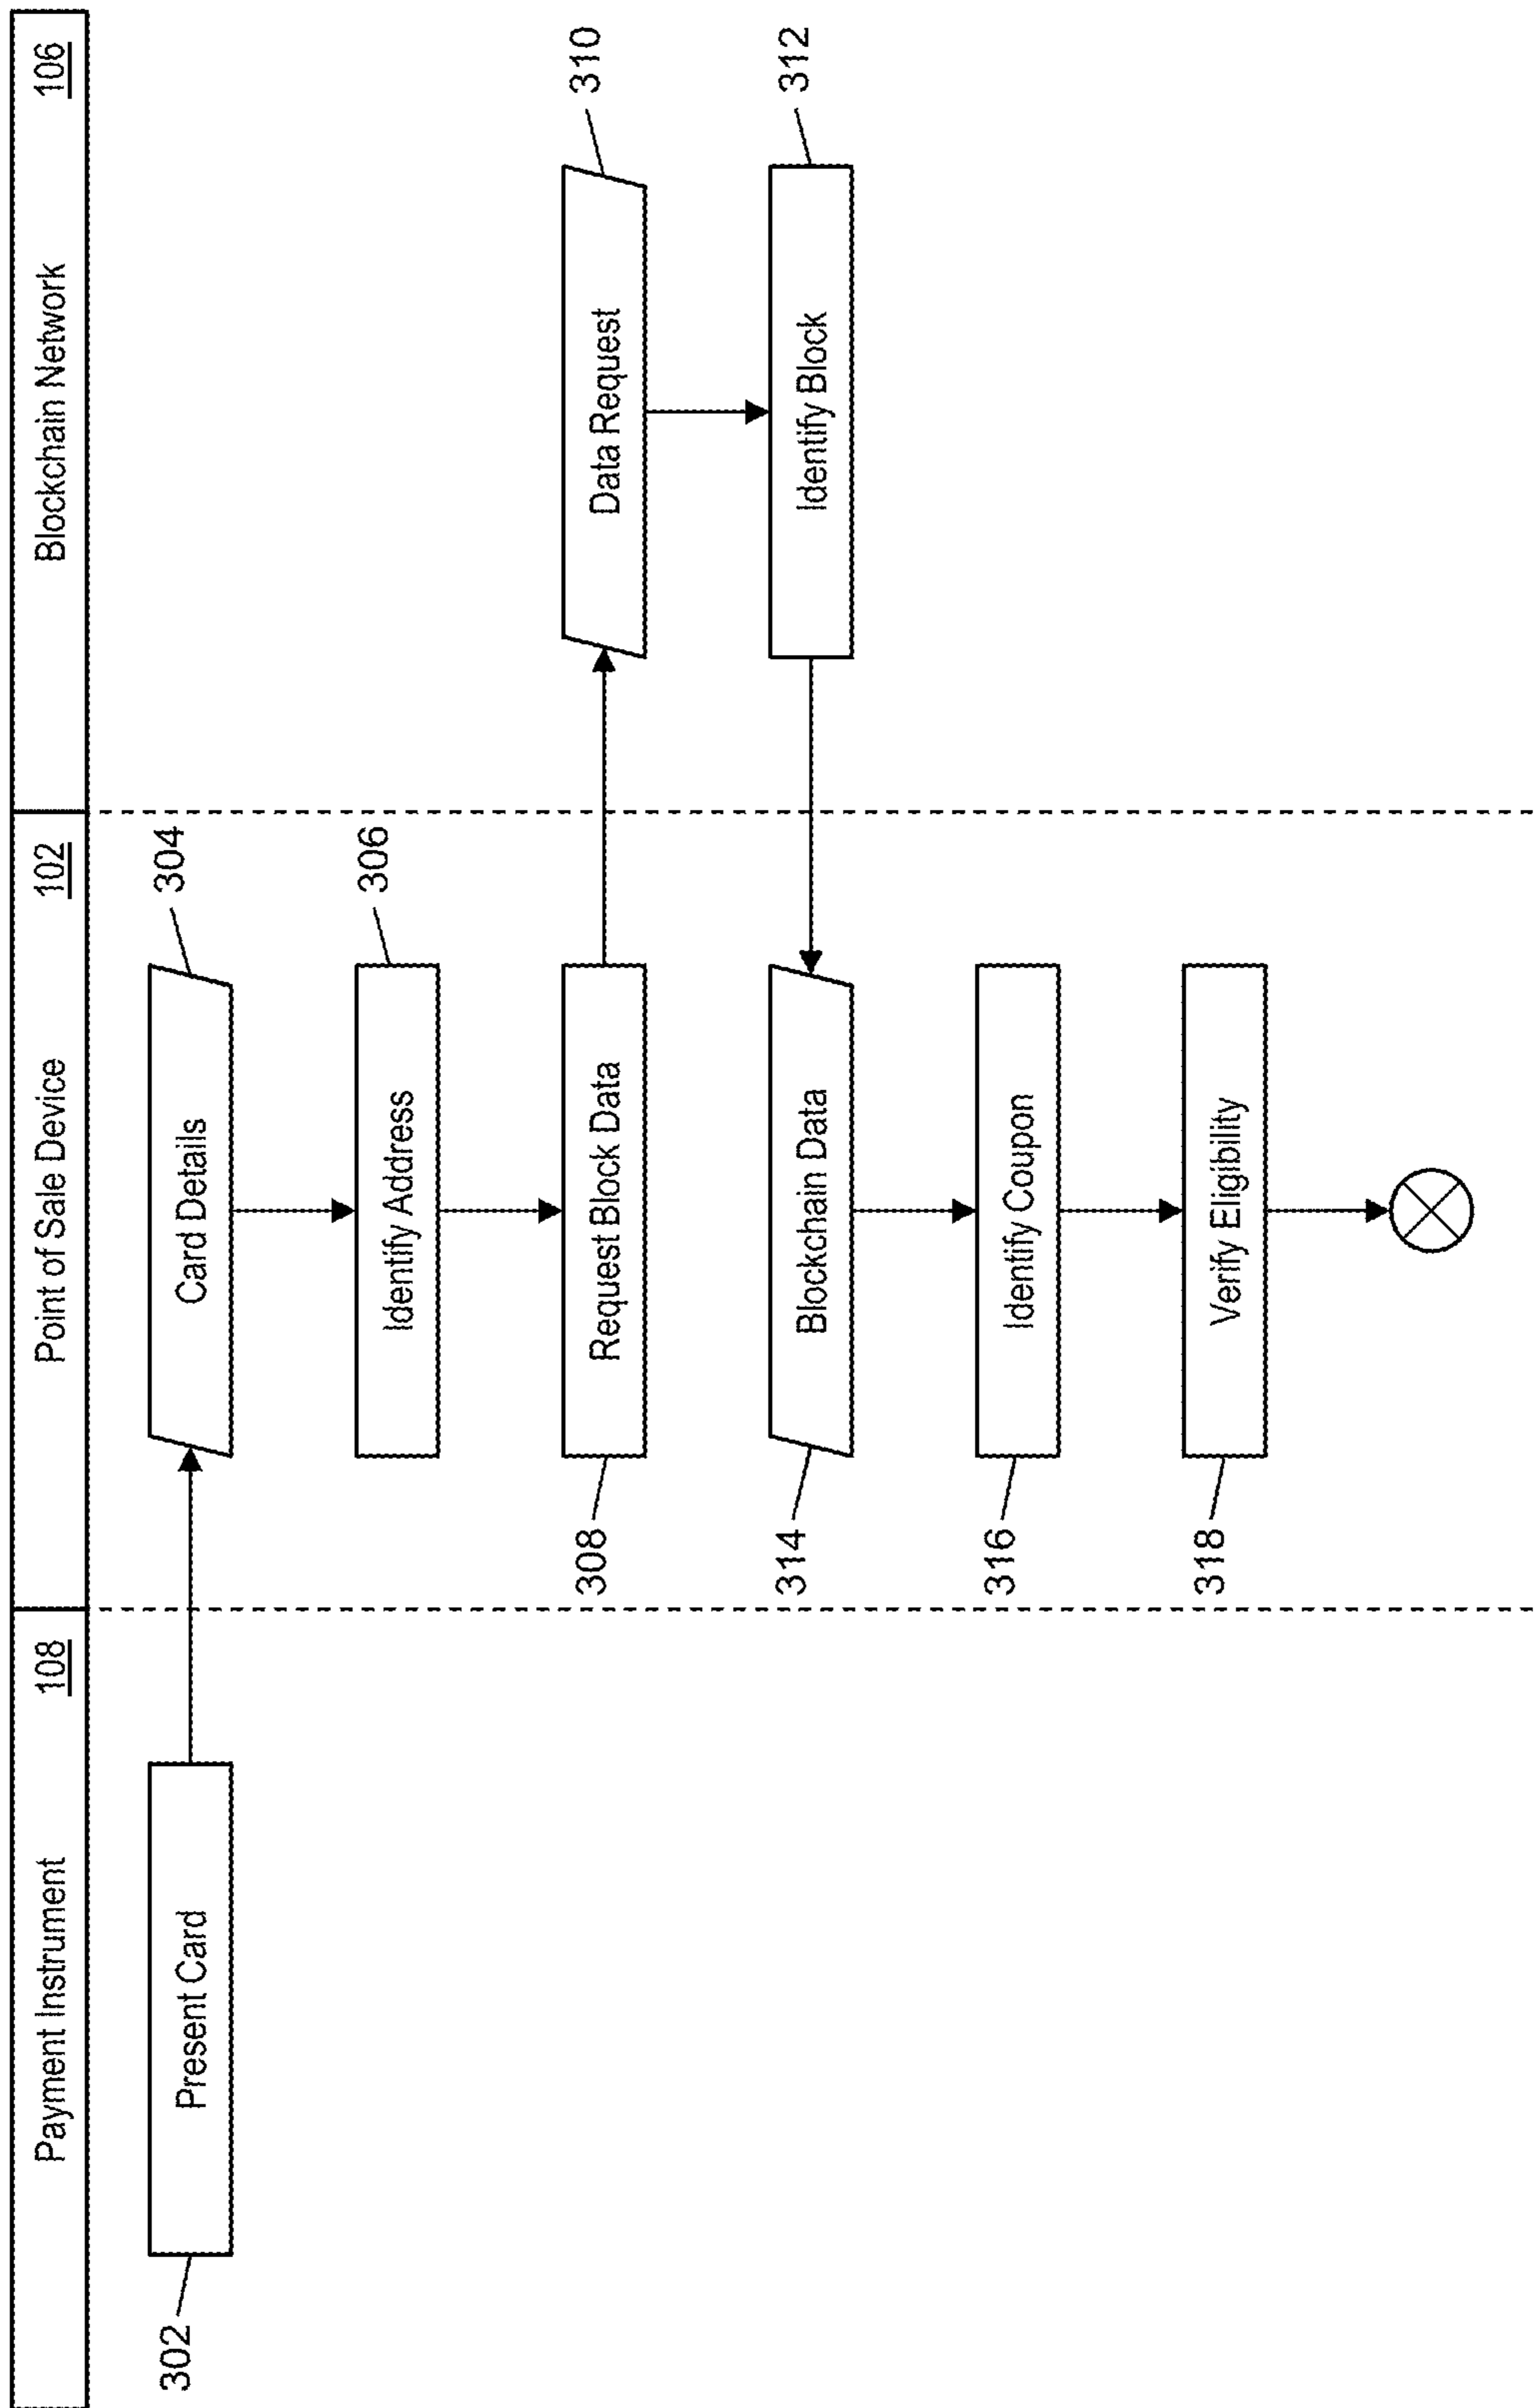 Payment Instrument 108
Point of Sale Device 102
Blockchain Network 106
302
Present Card
304
Card Details
306
Identify Address
308
Request Block Data
310
Data Request
312
Identify Block
314
Blockchain Data
316
Identify Coupon
318
Verify Eligibility